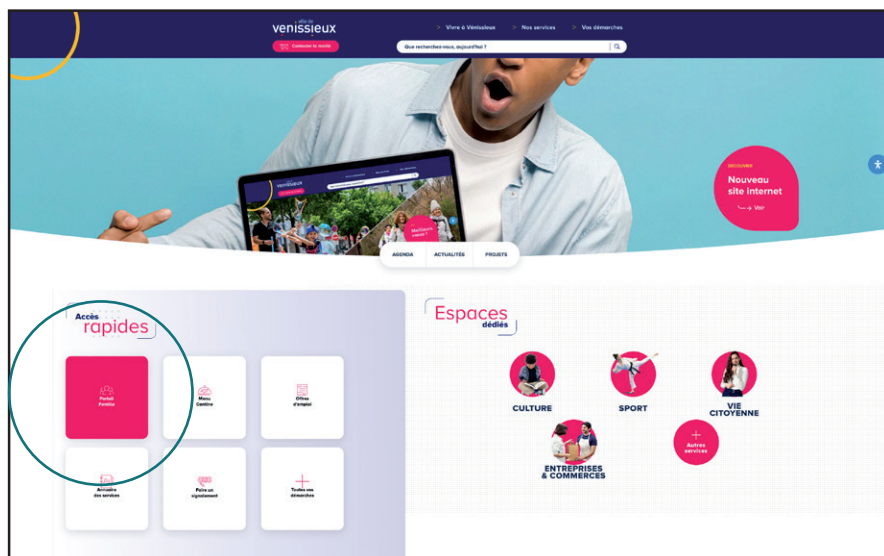 ville de
venissieux
> Vivre à Vénissieux > Nos services > Vos démarches
Contacter la mairie
Que recherchez-vous, aujourd'hui ?
venissieux
DÉCOUVRIR
Nouveau
site internet
Voir
AGENDA ACTUALITÉS PROJETS
Accès
rapides
Portail
Famille
Menu
Cantine
Offres
d'emploi
Annuaire
des services
Faire un
signalement
Toutes vos
démarches
Espaces
dédiés
CULTURE
SPORT
VIE
CITOYENNE
ENTREPRISES
& COMMERCES
Autres
services